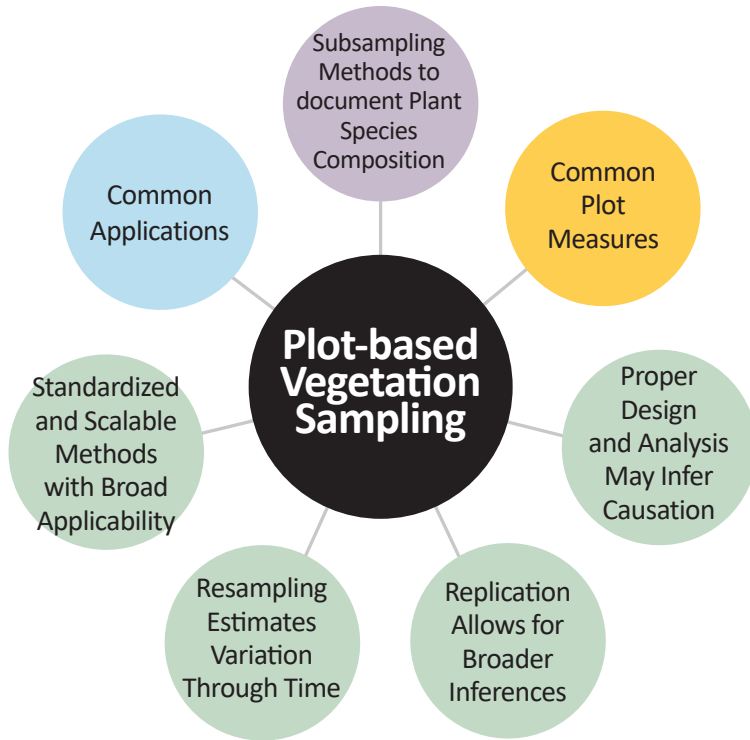 Subsampling
Methods to
document Plant
Species
Composition
Common
Applications
Common
Plot
Measures
Plot-based
Vegetation
Sampling
Standardized
and Scalable
Methods
with Broad
Applicability
Proper
Design
and Analysis
May Infer
Causation
Resampling
Estimates
Variation
Through Time
Replication
Allows for
Broader
Inferences